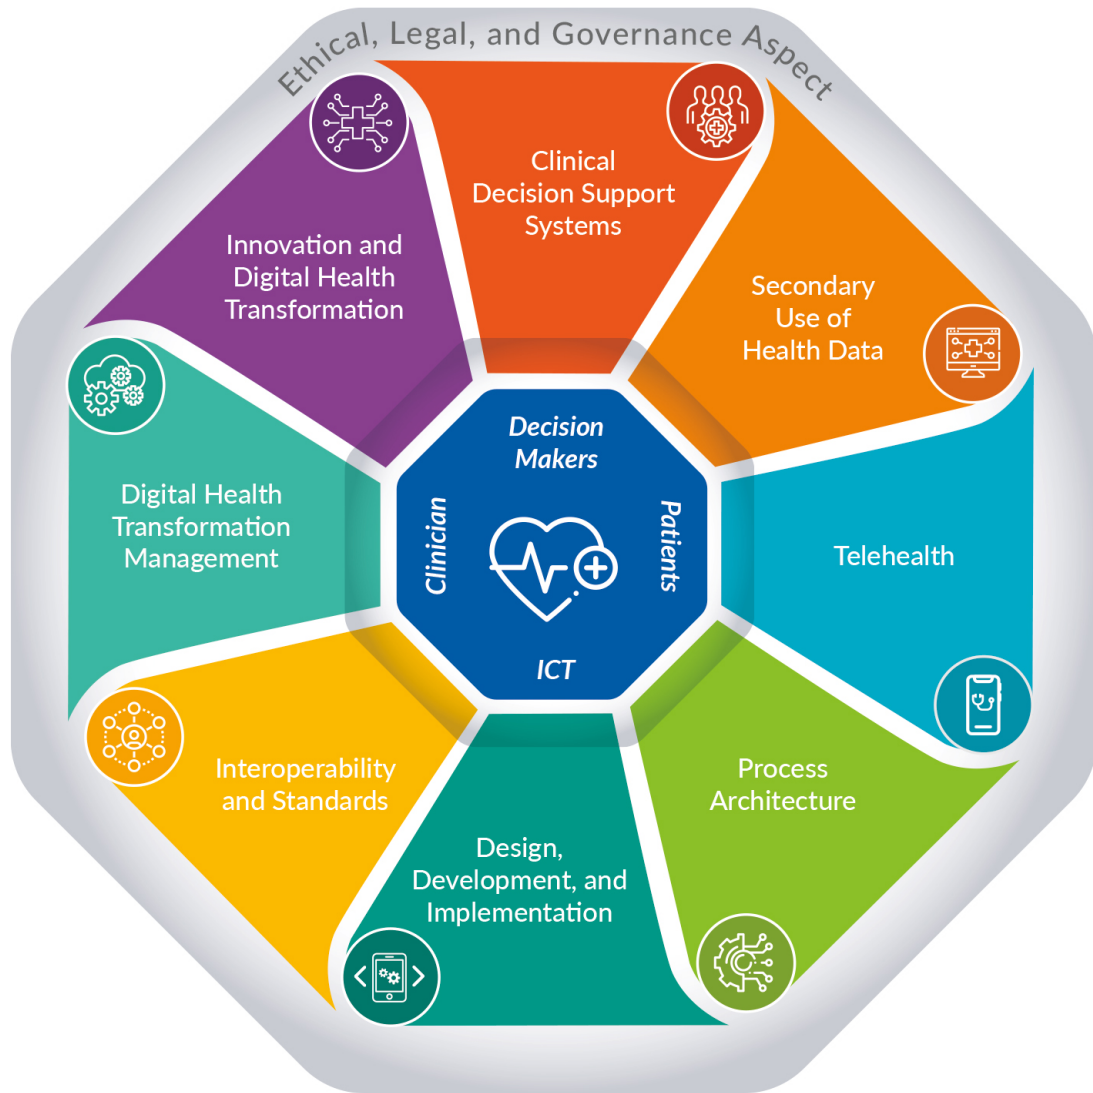 Ethical, Legal, and Governance Aspect
Clinical
Decision Support
Systems
Secondary
Use of
Health Data
Telehealth
Process
Architecture
Design,
Development, and
Implementation
Interoperability
and Standards
Digital Health
Transformation
Management
Innovation and
Digital Health
Transformation
Decision
Makers
Patients
ICT
Clinician